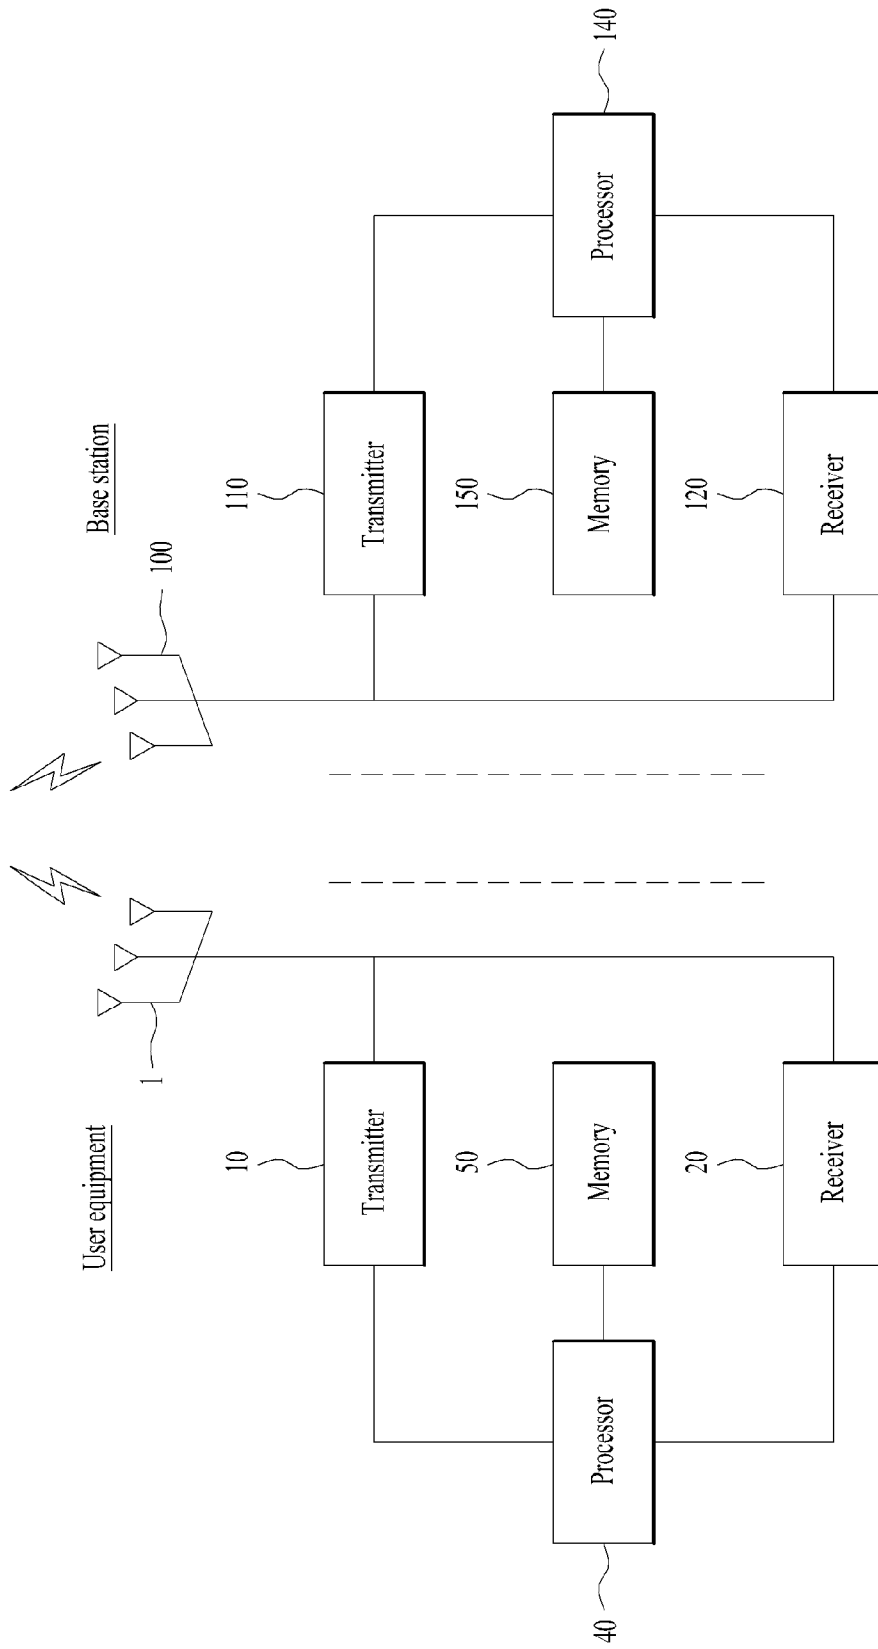 User equipment
Base station
1
100
10
110
Transmitter
Transmitter
50
150
40
Processor
Memory
Memory
Processor
140
20
120
Receiver
Receiver